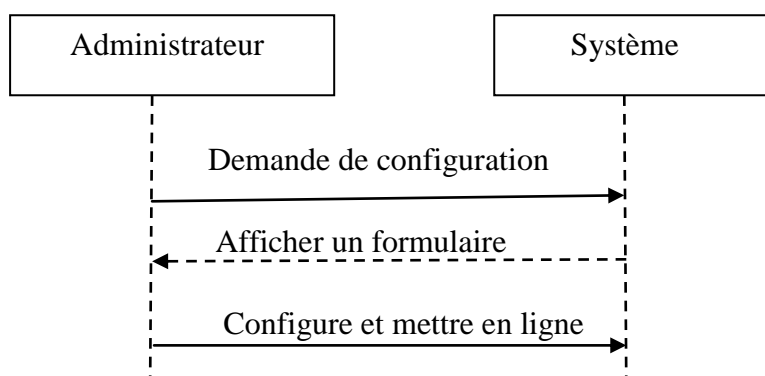 Administrateur
Système
Demande de configuration
Afficher un formulaire
Configure et mettre en ligne